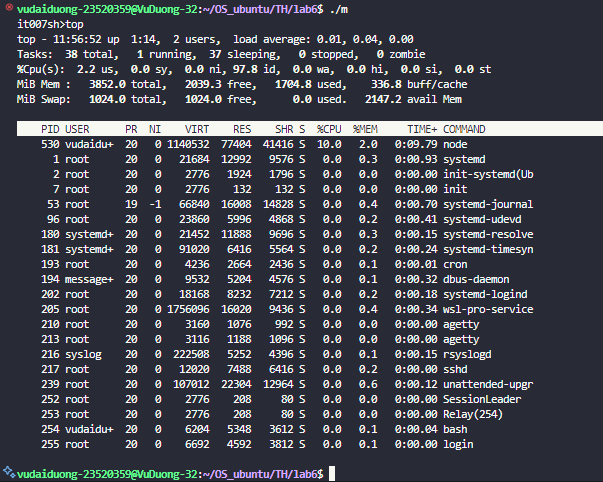 vudaiduong-23520359@VuDuong-32:~/OS_ubuntu/TH/lab6$ ./m
it007sh>top
top - 11:56:52 up  1:14,  2 users,  load average: 0.01, 0.04, 0.00
Tasks:  38 total,   1 running,  37 sleeping,   0 stopped,   0 zombie
%Cpu(s):  2.2 us,  0.0 sy,  0.0 ni, 97.8 id,  0.0 wa,  0.0 hi,  0.0 si,  0.0 st
MiB Mem :   3852.0 total,   2039.3 free,   1704.8 used,    336.8 buff/cache
MiB Swap:   1024.0 total,   1024.0 free,      0.0 used.   2147.2 avail Mem
PID USER      PR  NI    VIRT    RES    SHR S  %CPU  %MEM     TIME+ COMMAND
530 vudaidu+  20   0 1140532  77404  41416 S  10.0   2.0   0:09.79 node
1 root      20   0   21684  12992   9576 S   0.0   0.3   0:00.93 systemd
2 root      20   0    2776   1924   1796 S   0.0   0.0   0:00.00 init-systemd(Ub
7 root      20   0    2776    132    132 S   0.0   0.0   0:00.00 init
53 root      19  -1   66840  16008  14828 S   0.0   0.4   0:00.70 systemd-journal
96 root      20   0   23860   5996   4868 S   0.0   0.2   0:00.41 systemd-udevd
180 systemd+  20   0   21452  11888   9696 S   0.0   0.3   0:00.15 systemd-resolve
181 systemd+  20   0   91020   6416   5564 S   0.0   0.2   0:00.24 systemd-timesyn
193 root      20   0    4236   2664   2436 S   0.0   0.1   0:00.01 cron
194 message+  20   0    9532   5204   4576 S   0.0   0.1   0:00.32 dbus-daemon
202 root      20   0   18168   8232   7212 S   0.0   0.2   0:00.18 systemd-logind
205 root      20   0 1756096  16020   9436 S   0.0   0.4   0:00.34 wsl-pro-service
210 root      20   0    3160   1076    992 S   0.0   0.0   0:00.00 agetty
213 root      20   0    3116   1188   1096 S   0.0   0.0   0:00.00 agetty
216 syslog    20   0  222508   5252   4396 S   0.0   0.1   0:00.15 rsyslogd
217 root      20   0   12020   7488   6416 S   0.0   0.2   0:00.02 sshd
239 root      20   0  107012  22304  12964 S   0.0   0.6   0:00.12 unattended-upgr
252 root      20   0    2776    208     80 S   0.0   0.0   0:00.00 SessionLeader
253 root      20   0    2776    208     80 S   0.0   0.0   0:00.03 Relay(254)
254 vudaidu+  20   0    6204   5348   3612 S   0.0   0.1   0:00.04 bash
255 root      20   0    6692   4592   3812 S   0.0   0.1   0:00.00 login
vudaiduong-23520359@VuDuong-32:~/OS_ubuntu/TH/lab6$